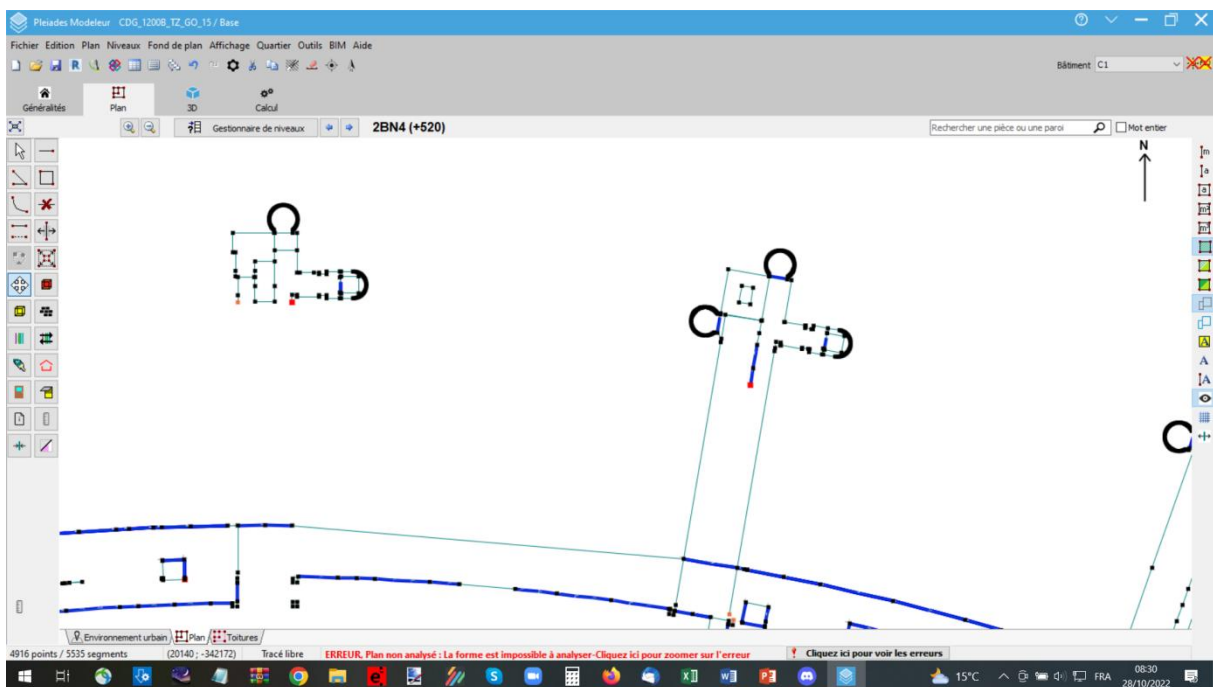 Pleiades Modeleur CDG_1200B_TZ_GO_15 / Base
Fichier Edition Plan Niveaux Fond de plan Affichage Quartier Outils BIM Aide
Bâtiment C1
Généralités Plan 3D Calcul
Gestionnaire de niveaux 2BN4 (+520) Rechercher une pièce ou une paroi Mot entier
N
Environnement urbain Plan Toitures
4916 points / 5535 segments (20140 ; -342172) Tracé libre ERREUR, Plan non analysé : La forme est impossible à analyser-Cliquez ici pour zoomer sur l'erreur Cliquez ici pour voir les erreurs
15°C FRA 08:30
28/10/2022